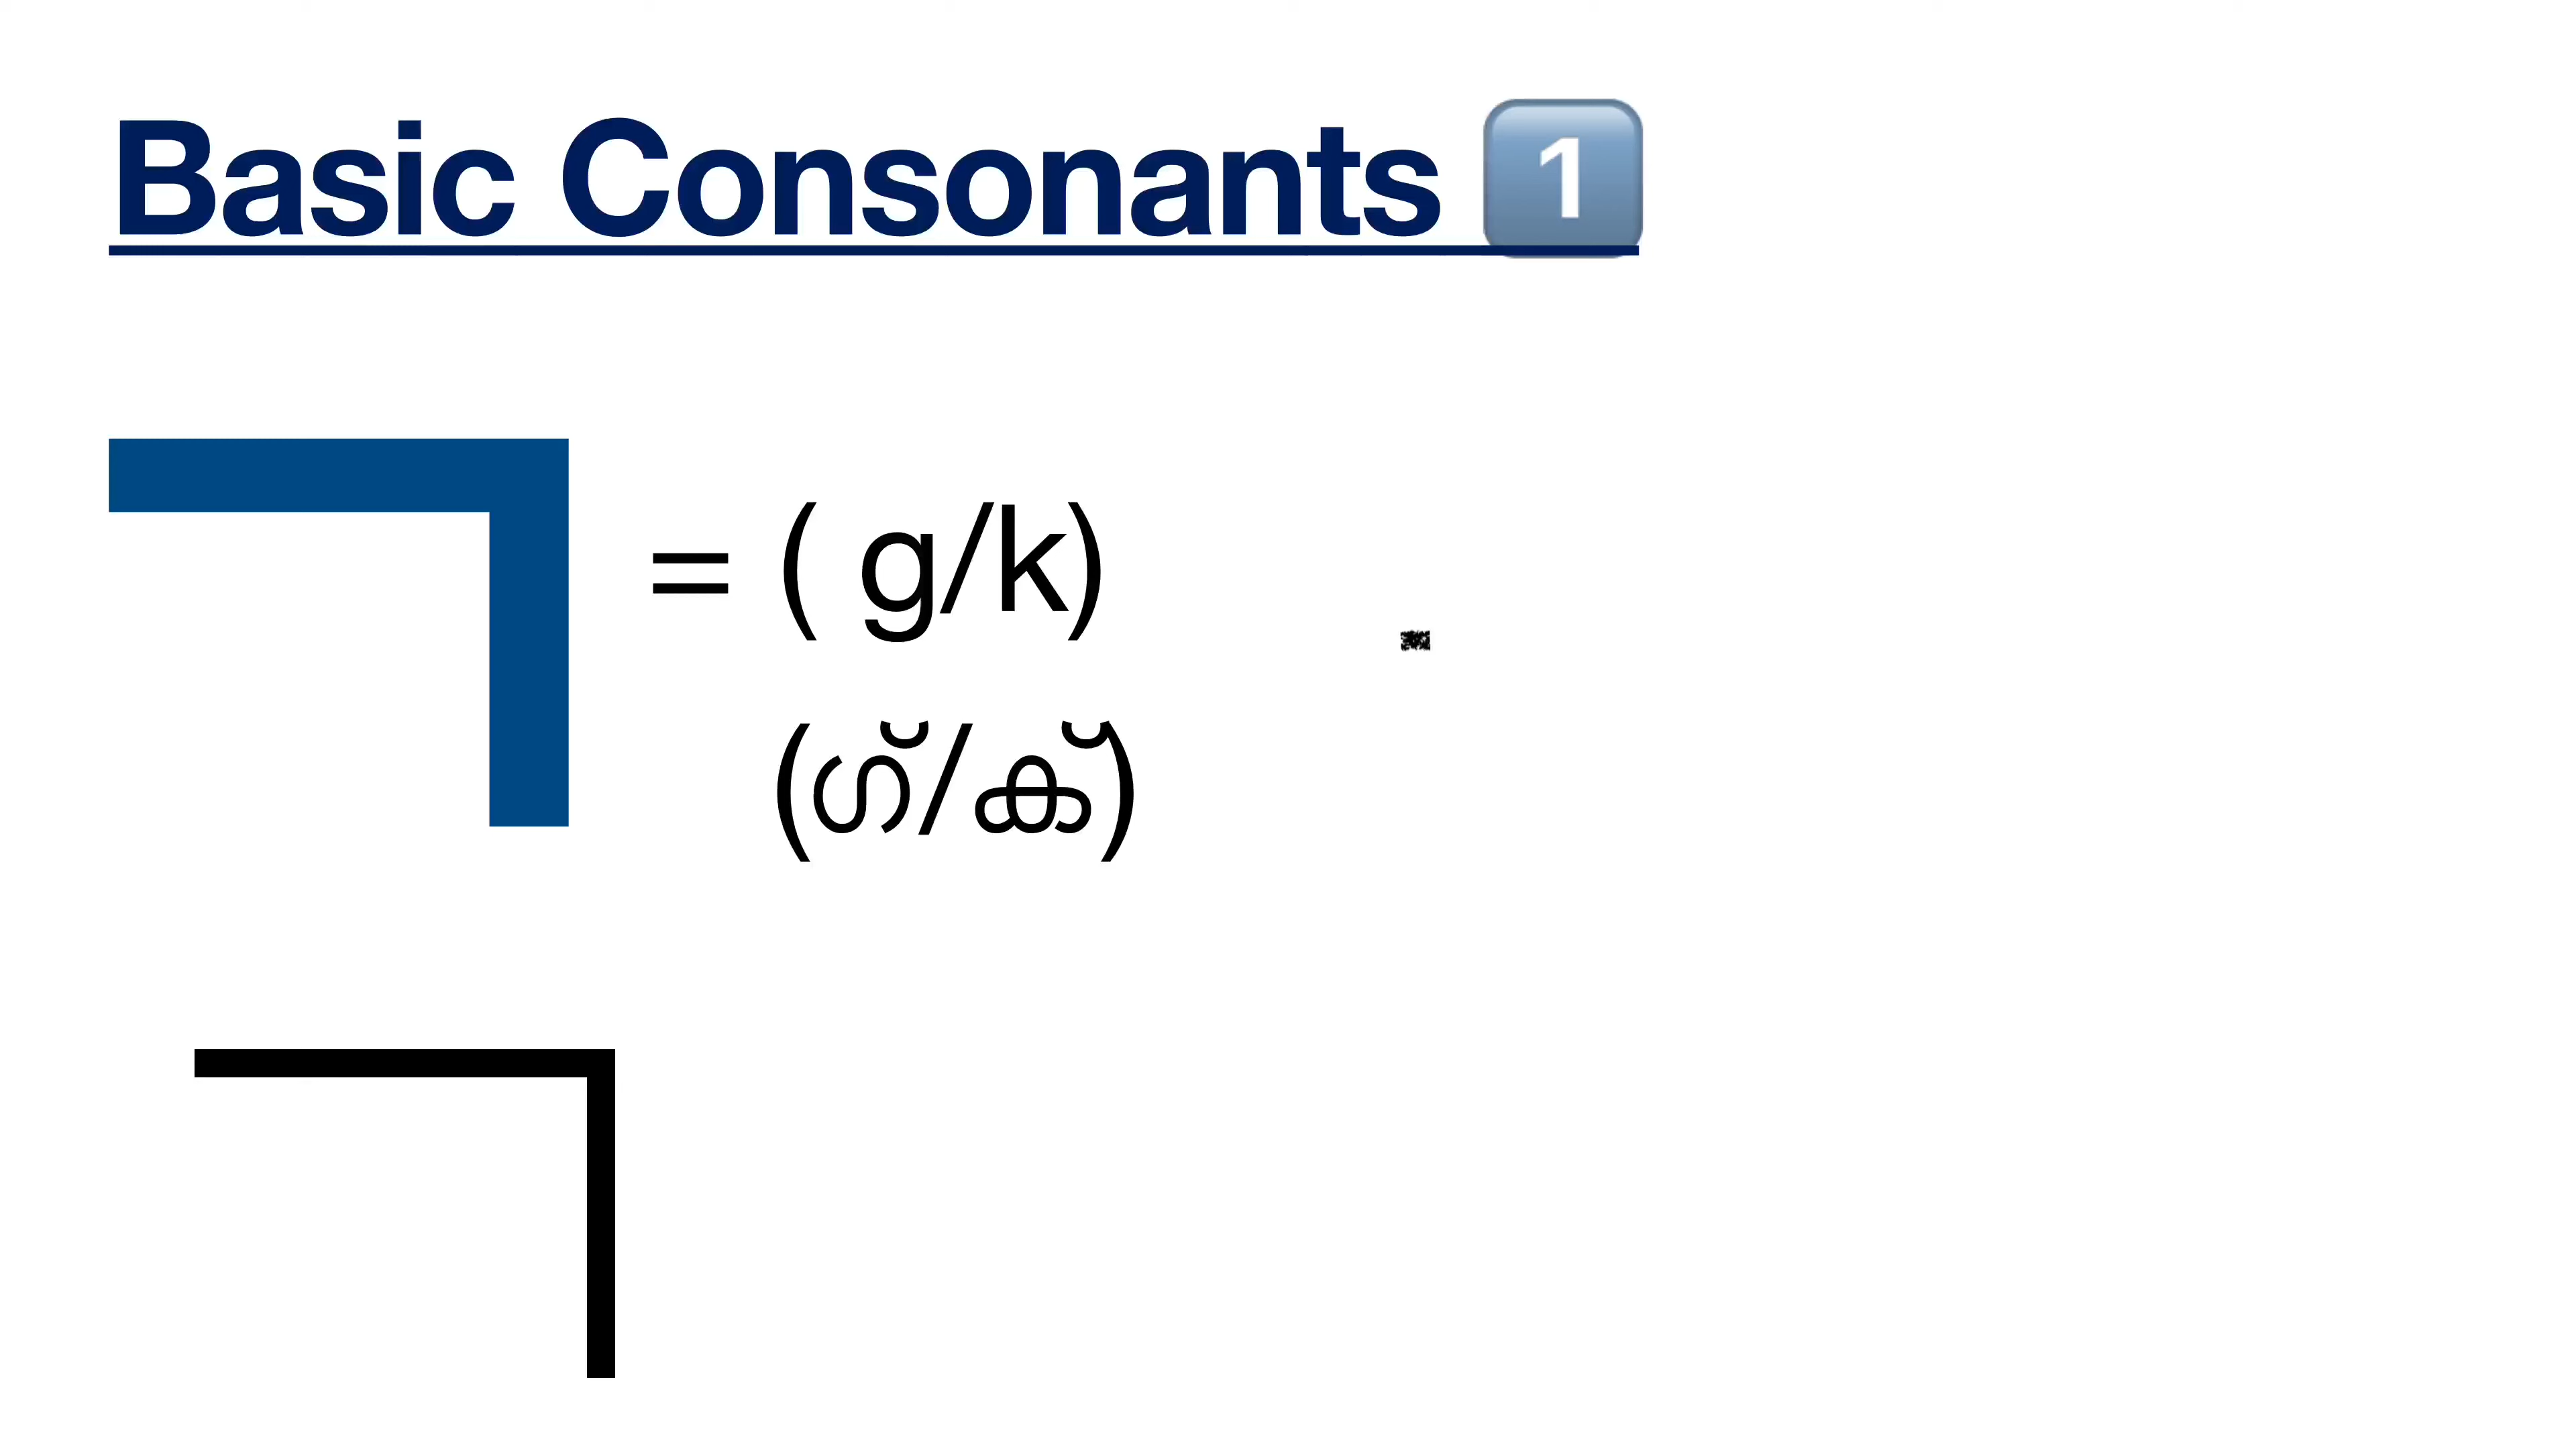 Basic Consonants 1️⃣
ㄱ = ( g/k)
(ഗ്/ക്)
ㄱ